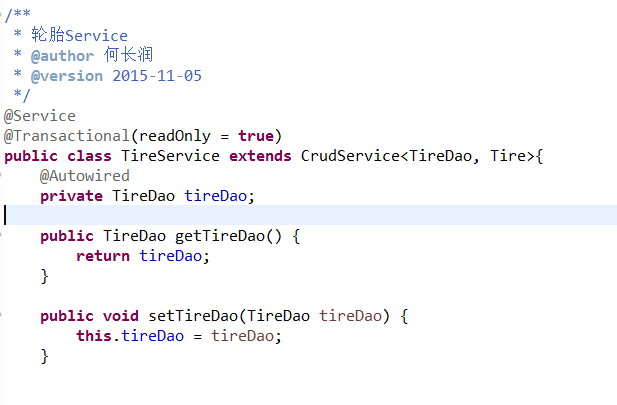 /**
 * 轮胎Service
 * @author 何长润
 * @version 2015-11-05
 */
@Service
@Transactional(readOnly = true)
public class TireService extends CrudService<TireDao, Tire>{
    @Autowired
    private TireDao tireDao;

    public TireDao getTireDao() {
        return tireDao;
    }

    public void setTireDao(TireDao tireDao) {
        this.tireDao = tireDao;
    }